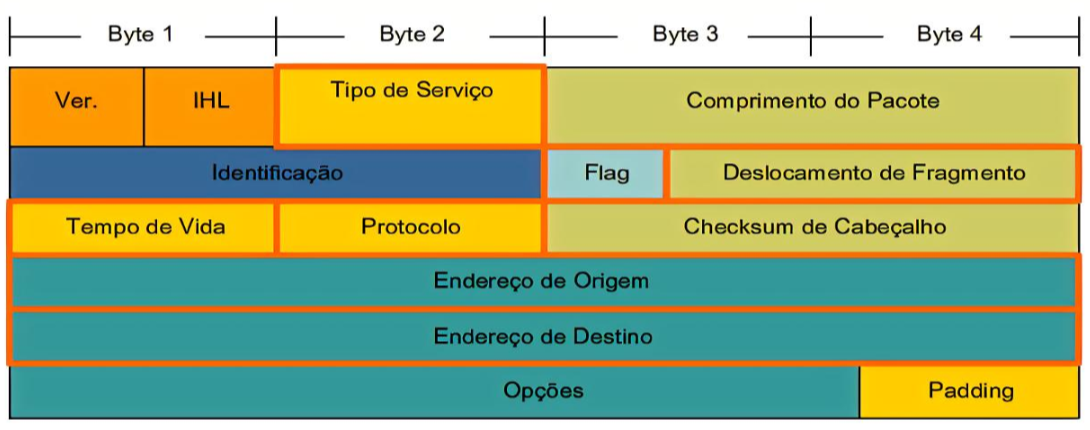 Byte 1 Byte 2 Byte 3 Byte 4
Ver. IHL Tipo de Serviço Comprimento do Pacote
Identificação Flag Deslocamento de Fragmento
Tempo de Vida Protocolo Checksum de Cabeçalho
Endereço de Origem
Endereço de Destino
Opções Padding